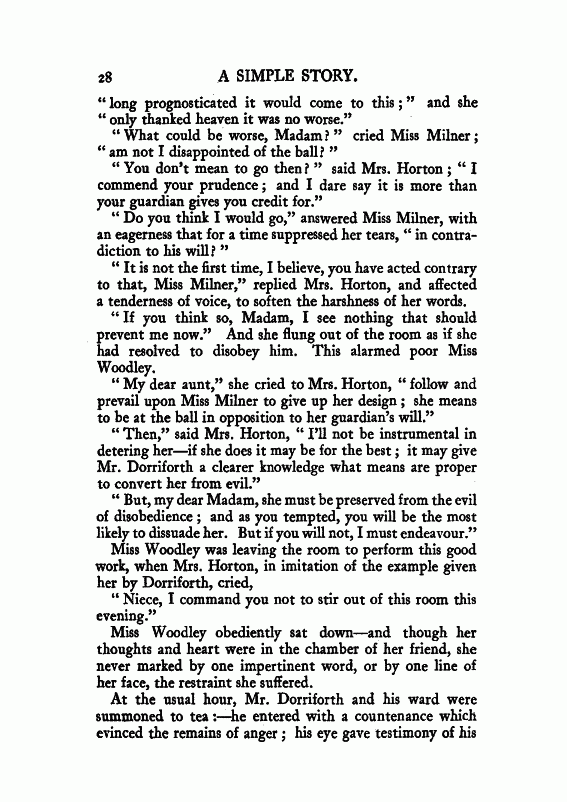 28 A SIMPLE STORY.
“ long prognosticated it would come to this ; ” and she
“ only thanked heaven it was no worse.”
“ What could be worse, Madam? ” cried Miss Milner ;
“ am not I disappointed of the ball? ”
“ You don’t mean to go then? ” said Mrs. Horton ; “ I
commend your prudence ; and I dare say it is more than
your guardian gives you credit for.”
“ Do you think I would go,” answered Miss Milner, with
an eagerness that for a time suppressed her tears, “ in contra-
diction to his will? ”
“ It is not the first time, I believe, you have acted contrary
to that, Miss Milner,” replied Mrs. Horton, and affected
a tenderness of voice, to soften the harshness of her words.
“ If you think so, Madam, I see nothing that should
prevent me now.” And she flung out of the room as if she
had resolved to disobey him. This alarmed poor Miss
Woodley.
“ My dear aunt,” she cried to Mrs. Horton, “ follow and
prevail upon Miss Milner to give up her design ; she means
to be at the ball in opposition to her guardian’s will.”
“ Then,” said Mrs. Horton, “ I’ll not be instrumental in
detering her—if she does it may be for the best ; it may give
Mr. Dorriforth a clearer knowledge what means are proper
to convert her from evil.”
“ But, my dear Madam, she must be preserved from the evil
of disobedience ; and as you tempted, you will be the most
likely to dissuade her. But if you will not, I must endeavour.”
Miss Woodley was leaving the room to perform this good
work, when Mrs. Horton, in imitation of the example given
her by Dorriforth, cried,
“ Niece, I command you not to stir out of this room this
evening.”
Miss Woodley obediently sat down—and though her
thoughts and heart were in the chamber of her friend, she
never marked by one impertinent word, or by one line of
her face, the restraint she suffered.
At the usual hour, Mr. Dorriforth and his ward were
summoned to tea :—he entered with a countenance which
evinced the remains of anger ; his eye gave testimony of his